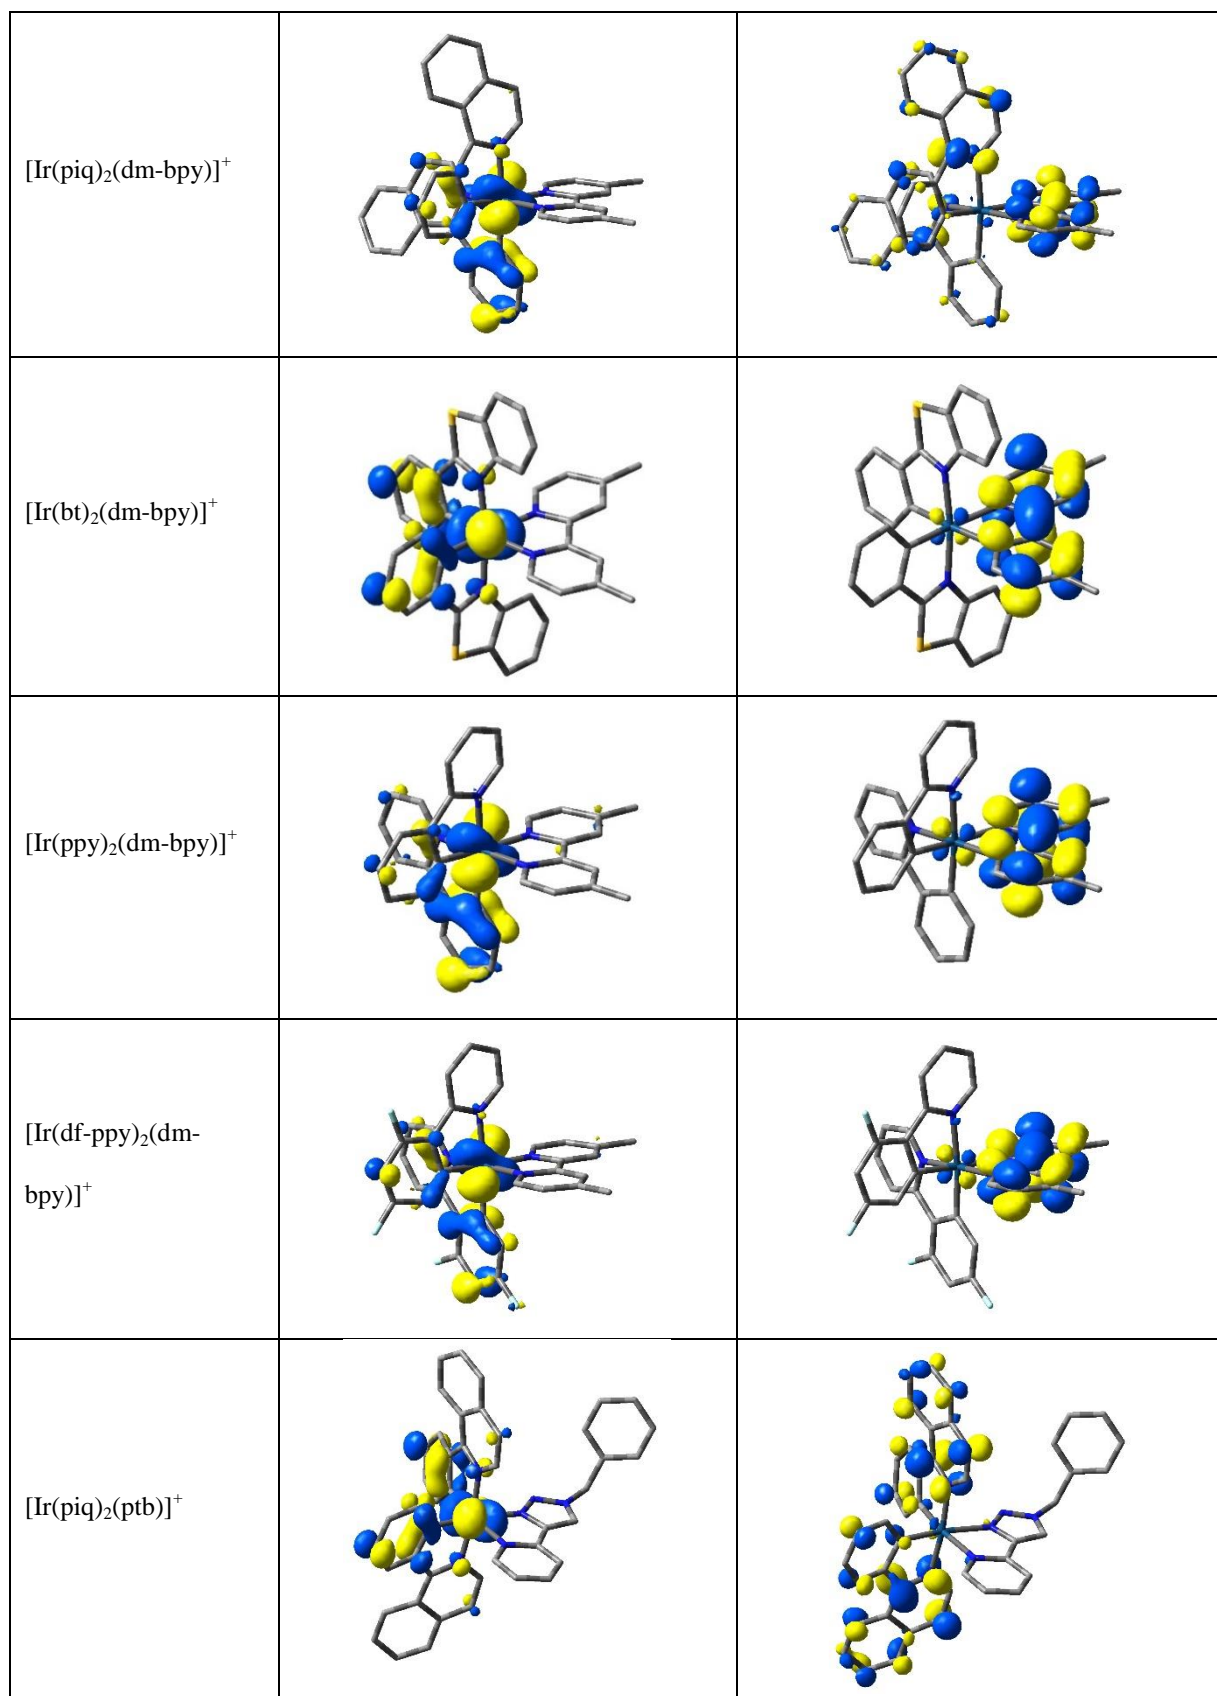 [Ir(piq)₂(dm-bpy)]⁺
[Ir(bt)₂(dm-bpy)]⁺
[Ir(ppy)₂(dm-bpy)]⁺
[Ir(df-ppy)₂(dm-
bpy)]⁺
[Ir(piq)₂(ptb)]⁺